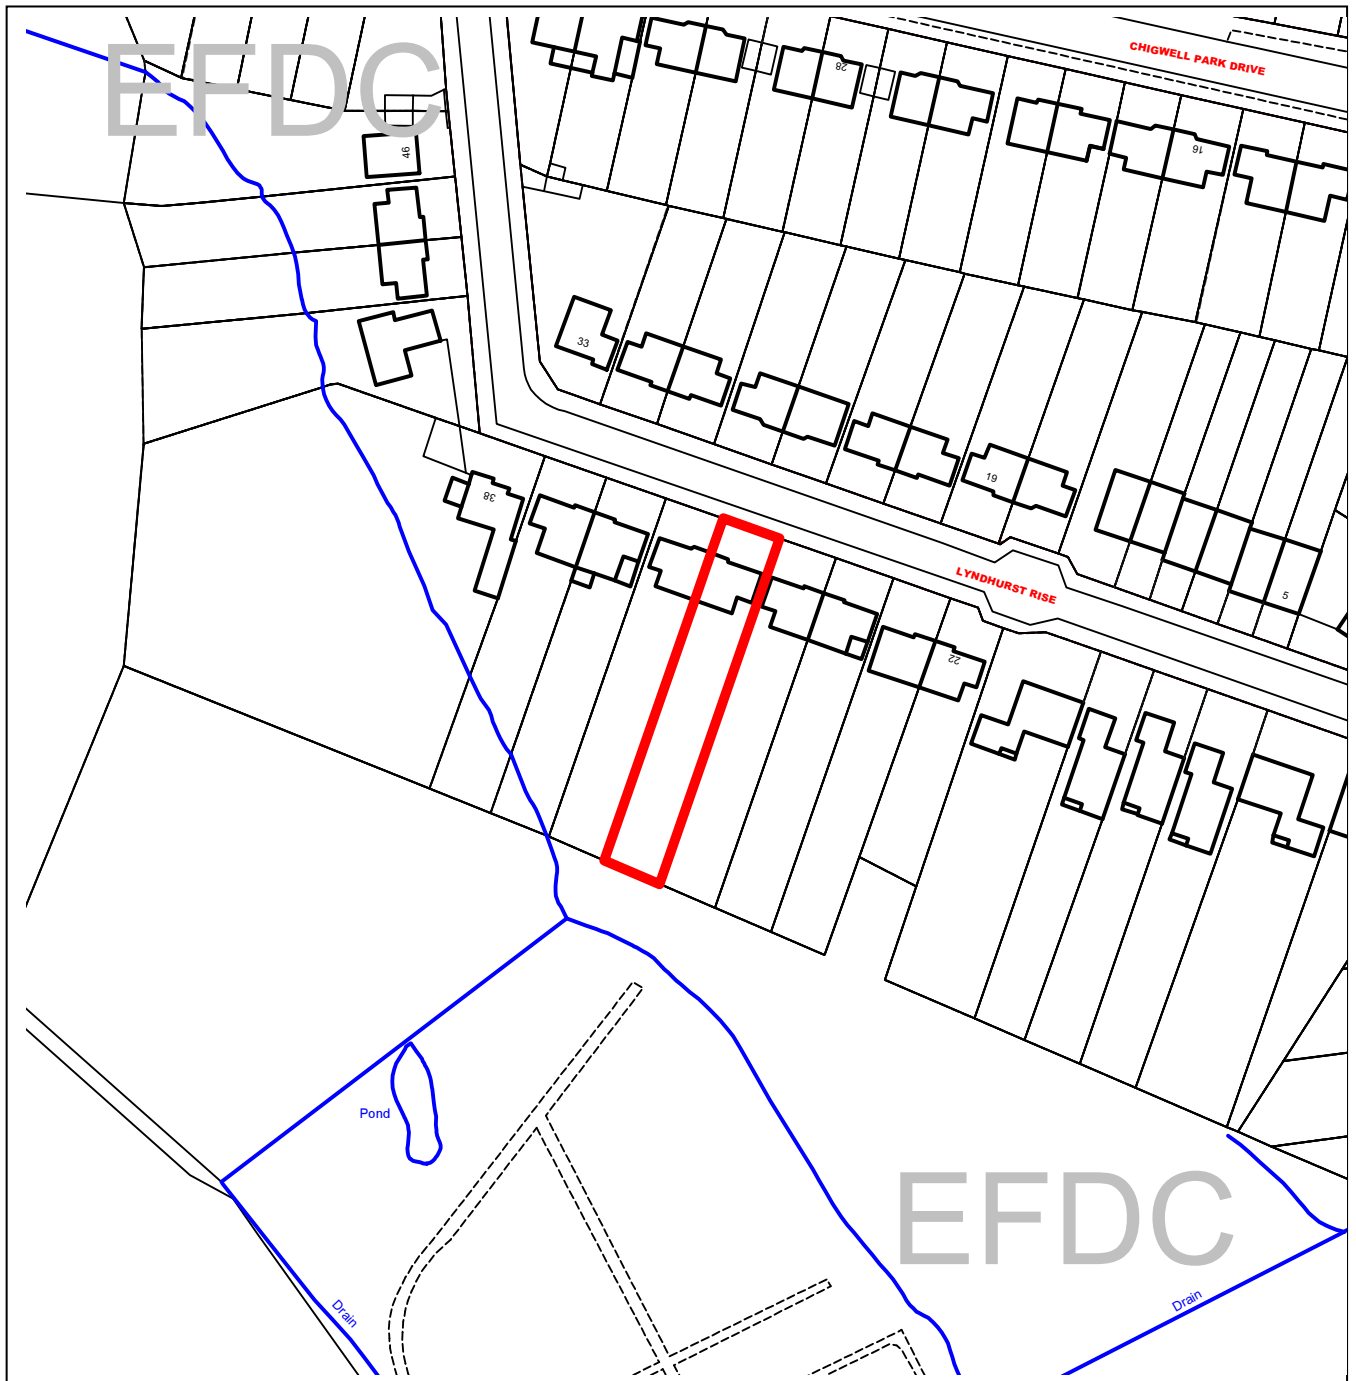 EFDC
CHIGWELL PARK DRIVE
28
16
46
33
19
38
LYNDHURST RISE
5
22
Pond
EFDC
Drain
Drain